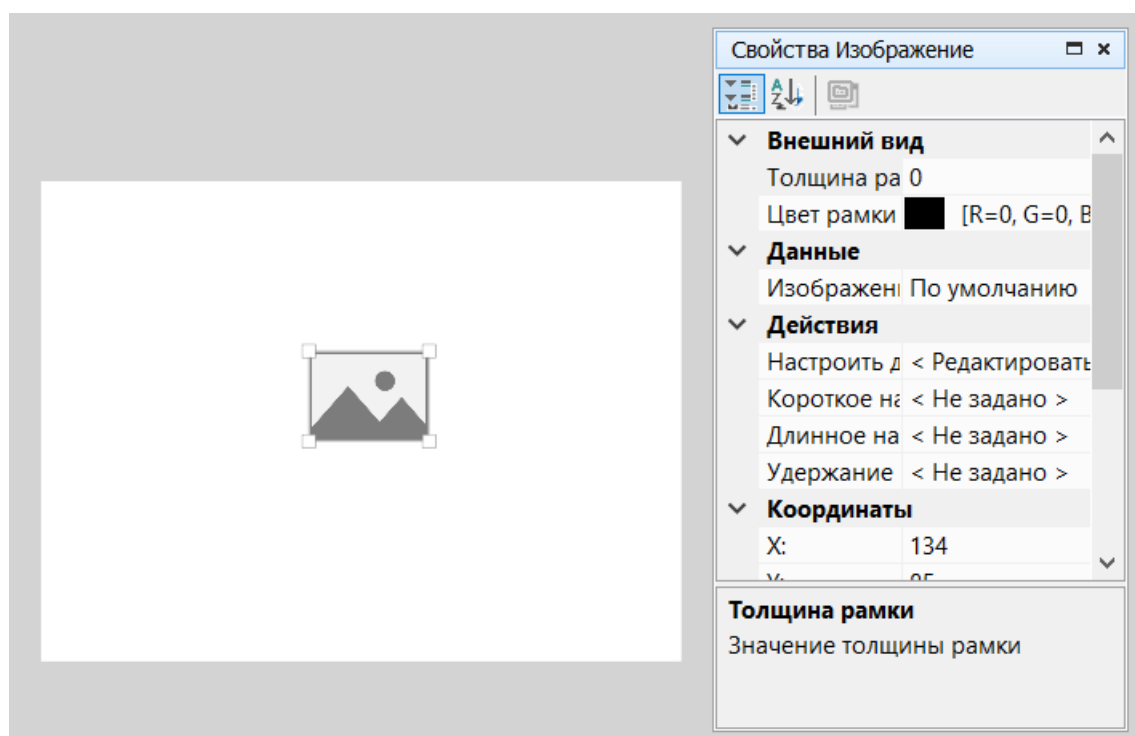 Свойства Изображение
Внешний вид
Толщина ра 0
Цвет рамки [R=0, G=0, B
Данные
Изображен По умолчанию
Действия
Настроить д < Редактировать
Короткое на < Не задано >
Длинное на < Не задано >
Удержание < Не задано >
Координаты
X: 134
Толщина рамки
Значение толщины рамки